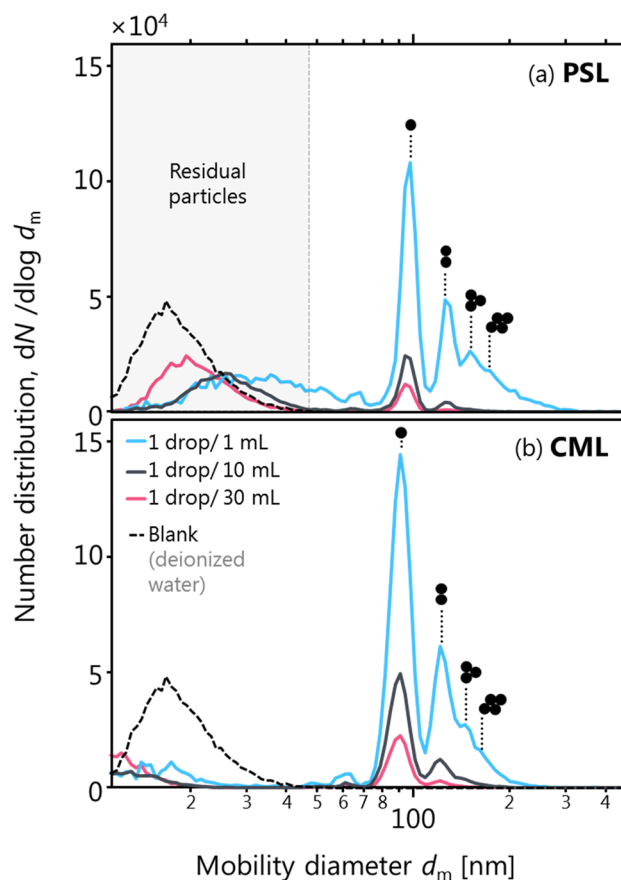 ×10⁴
15
10
5
0
(a) PSL
Residual
particles
15
10
5
0
(b) CML
1 drop/ 1 mL
1 drop/ 10 mL
1 drop/ 30 mL
Blank
(deionized
water)
2 3 4 5 6 7 8 100 2 3 4
Number distribution, dN /dlog dₘ
Mobility diameter dₘ [nm]